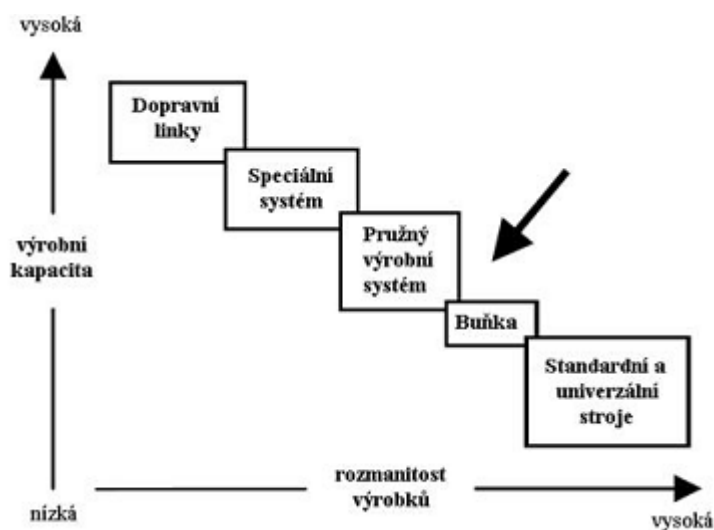 vysoká
Dopravní
linky
Speciální
systém
Pružný
výrobní
systém
výrobní
kapacita
Buňka
Standardní a
univerzální
stroje
rozmanitost
výrobků
nízká
vysoká